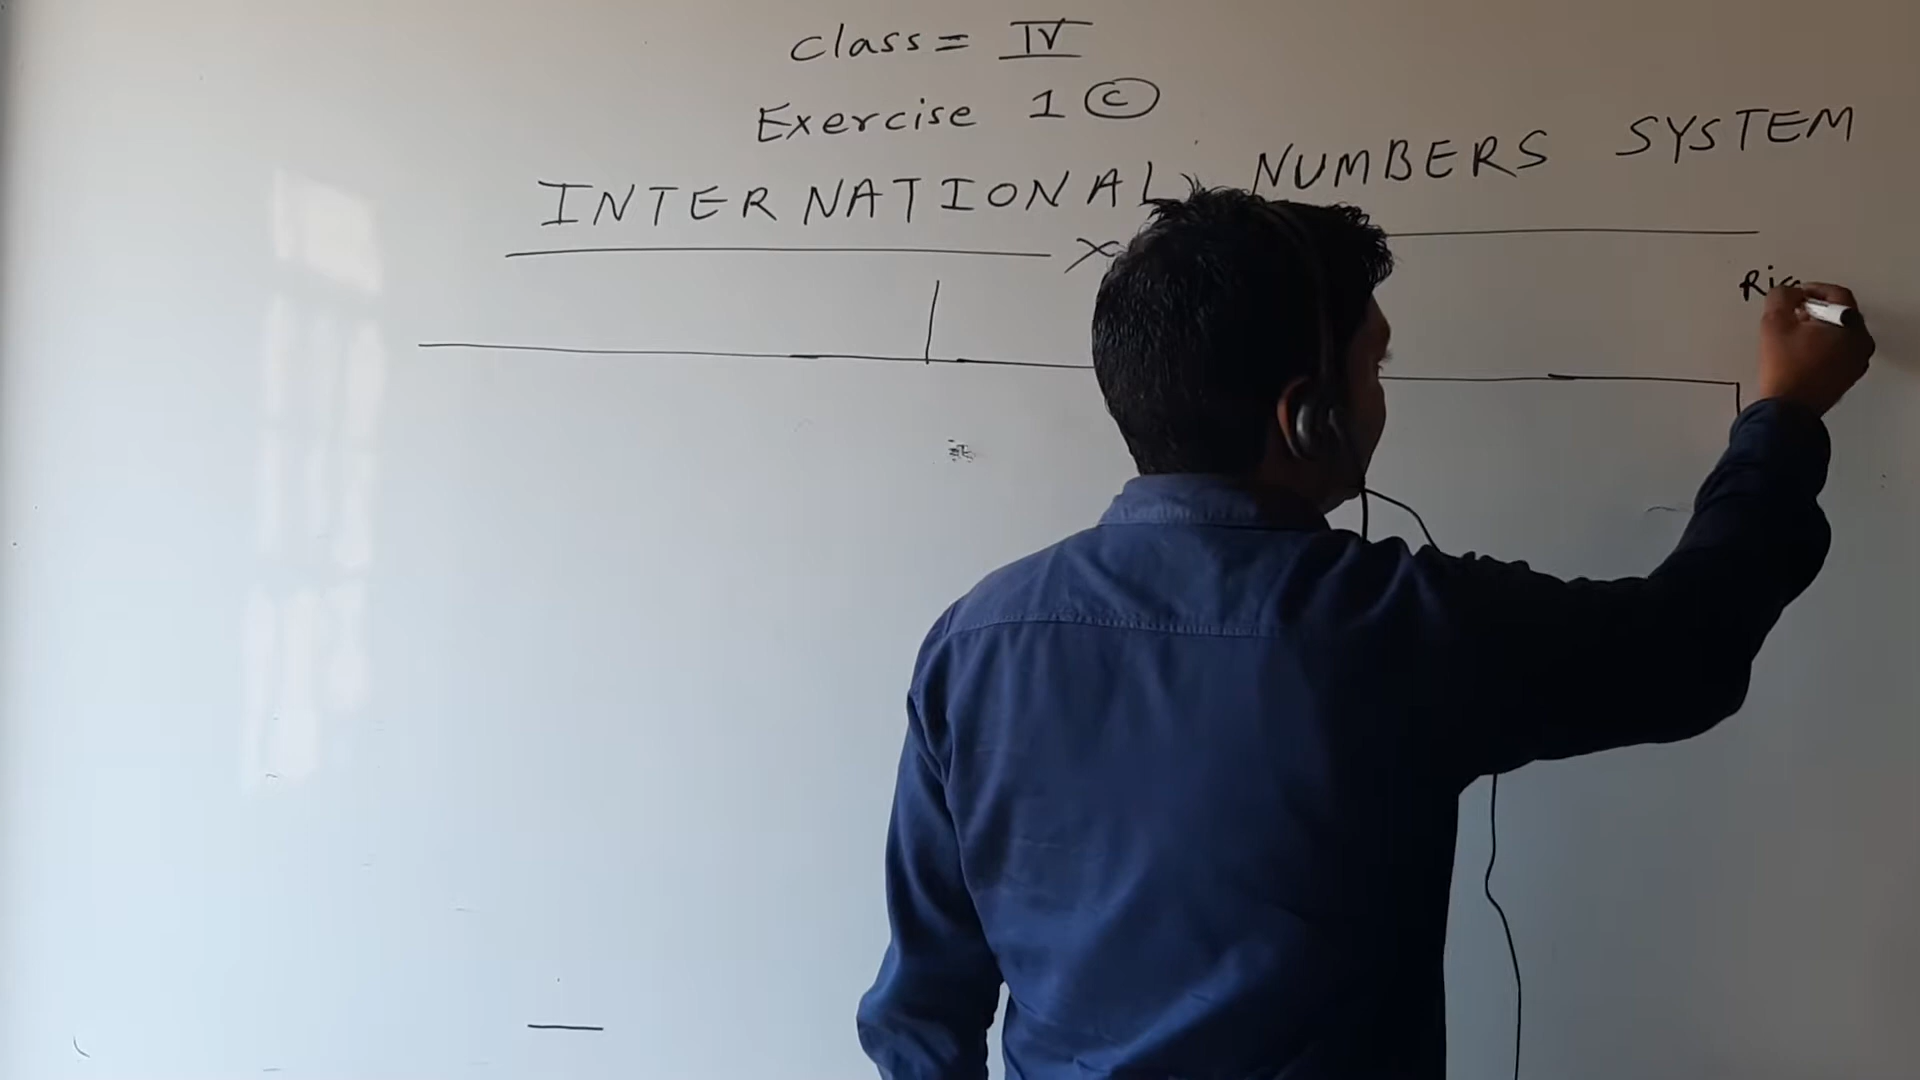 Class = IV
Exercise 1 C
INTERNATIONAL NUMBERS SYSTEM